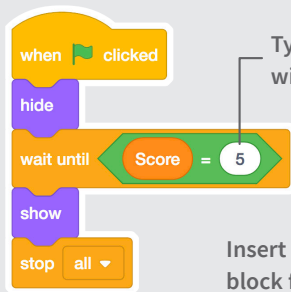 when clicked
hide
wait until Score = 5
show
stop all
Ty
wi
Insert
block f